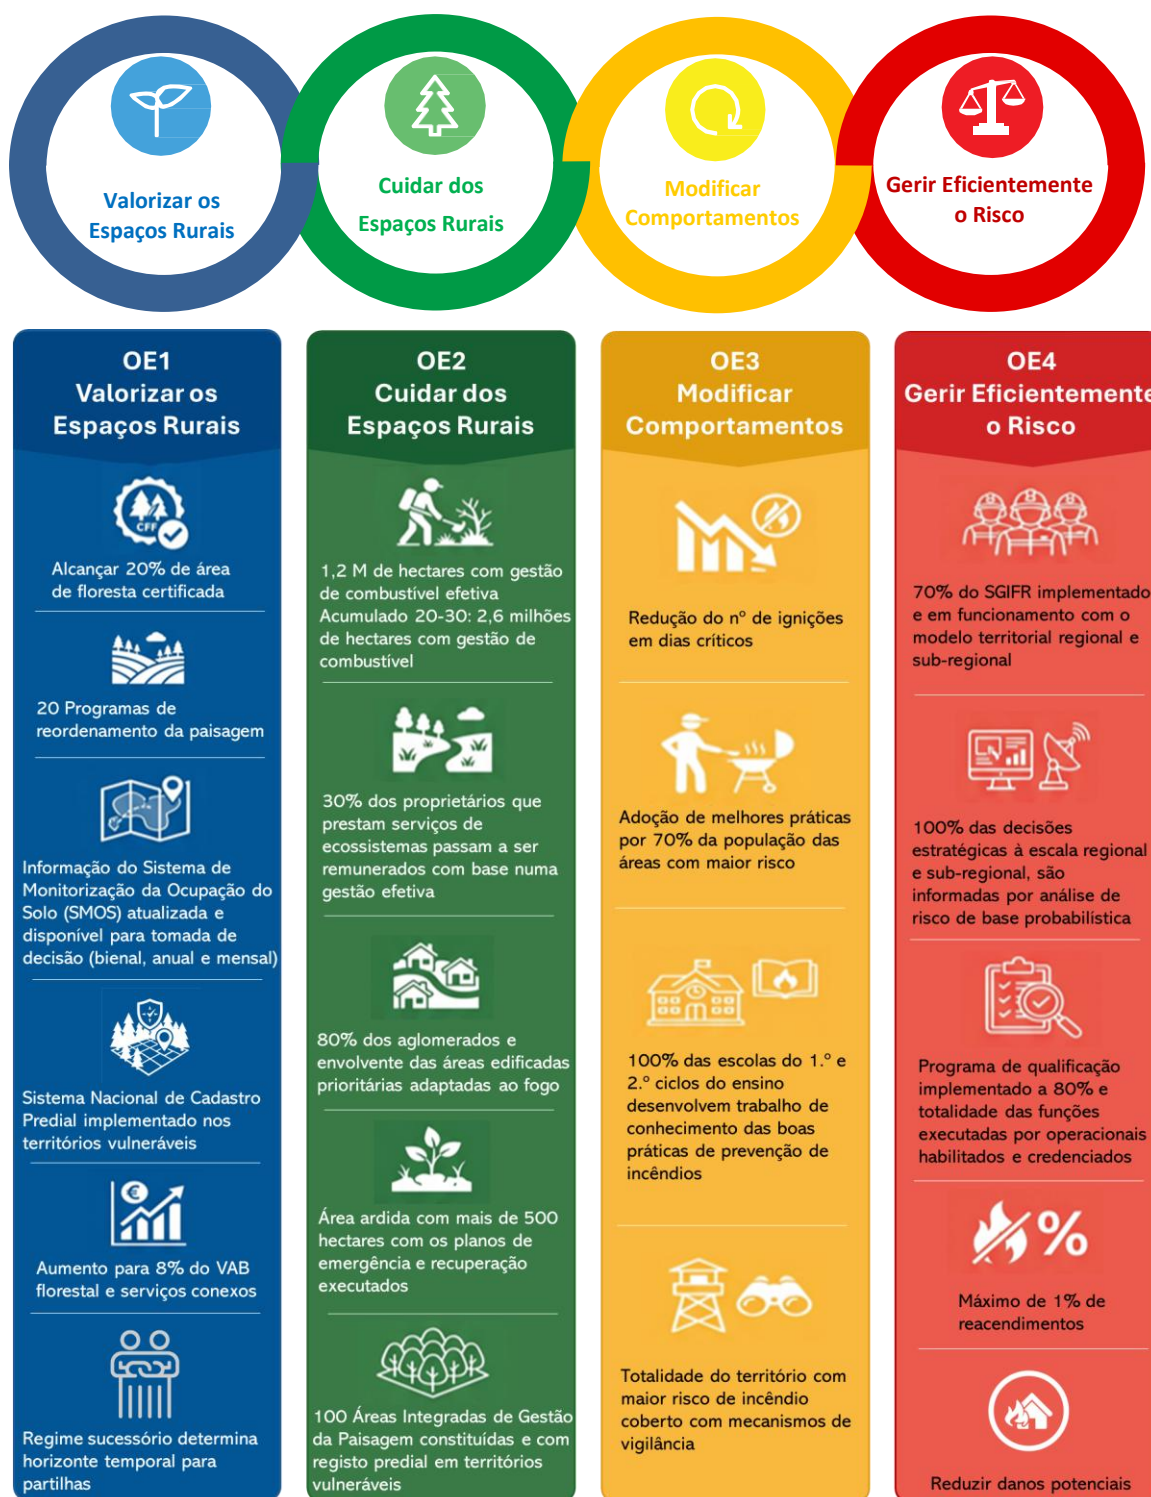 Valorizar os
Espaços Rurais
Cuidar dos
Espaços Rurais
Modificar
Comportamentos
Gerir Eficientemente
o Risco
OE1
Valorizar os
Espaços Rurais
CFF
Alcançar 20% de área
de floresta certificada
20 Programas de
reordenamento da paisagem
Informação do Sistema de
Monitorização da Ocupação do
Solo (SMOS) atualizada e
disponível para tomada de
decisão (bienal, anual e mensal)
Sistema Nacional de Cadastro
Predial implementado nos
territórios vulneráveis
Aumento para 8% do VAB
florestal e serviços conexos
Regime sucessório determina
horizonte temporal para
partilhas
OE2
Cuidar dos
Espaços Rurais
1,2 M de hectares com gestão
de combustível efetiva
Acumulado 20-30: 2,6 milhões
de hectares com gestão de
combustível
30% dos proprietários que
prestam serviços de
ecossistemas passam a ser
remunerados com base numa
gestão efetiva
80% dos aglomerados e
envolvente das áreas edificadas
prioritárias adaptadas ao fogo
Área ardida com mais de 500
hectares com os planos de
emergência e recuperação
executados
100 Áreas Integradas de Gestão
da Paisagem constituídas e com
registo predial em territórios
vulneráveis
OE3
Modificar
Comportamentos
Redução do nº de ignições
em dias críticos
Adoção de melhores práticas
por 70% da população das
áreas com maior risco
100% das escolas do 1.º e
2.º ciclos do ensino
desenvolvem trabalho de
conhecimento das boas
práticas de prevenção de
incêndios
Totalidade do território com
maior risco de incêndio
coberto com mecanismos de
vigilância
OE4
Gerir Eficientemente
o Risco
70% do SGIFR implementado
e em funcionamento com o
modelo territorial regional e
sub-regional
100% das decisões
estratégicas à escala regional
e sub-regional, são
informadas por análise de
risco de base probabilística
Programa de qualificação
implementado a 80% e
totalidade das funções
executadas por operacionais
habilitados e credenciados
%
Máximo de 1% de
reacendimentos
Reduzir danos potenciais